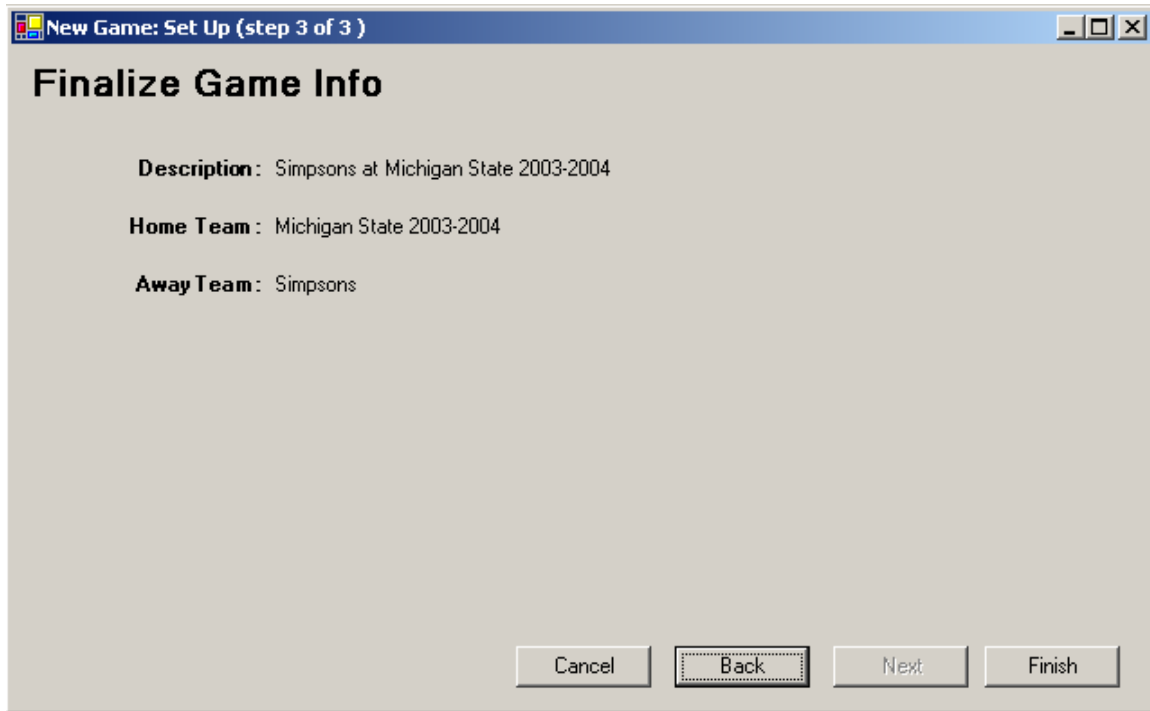 New Game: Set Up (step 3 of 3 )
Finalize Game Info
Description: Simpsons at Michigan State 2003-2004
Home Team: Michigan State 2003-2004
Away Team: Simpsons
Cancel Back Next Finish